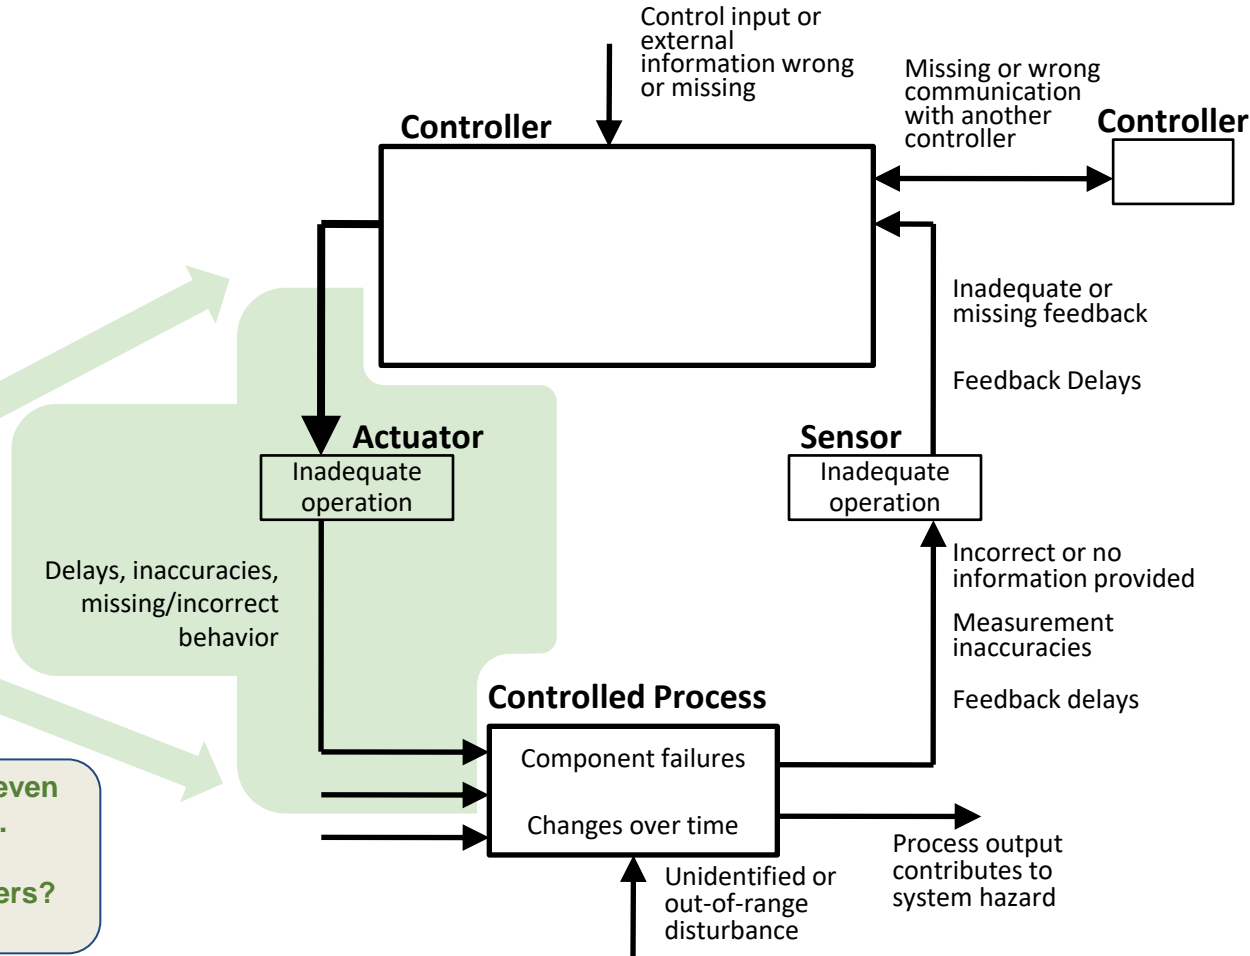 Control input or
external
information wrong
or missing
Missing or wrong
communication
with another
controller
Controller
Controller
Inadequate or
missing feedback
Feedback Delays
Actuator
Inadequate
operation
Sensor
Inadequate
operation
Delays, inaccuracies,
missing/incorrect
behavior
Incorrect or no
information provided
Measurement
inaccuracies
Feedback delays
Controlled Process
Component failures
Changes over time
Process output
contributes to
system hazard
Unidentified or
out-of-range
disturbance
even
.
ers?